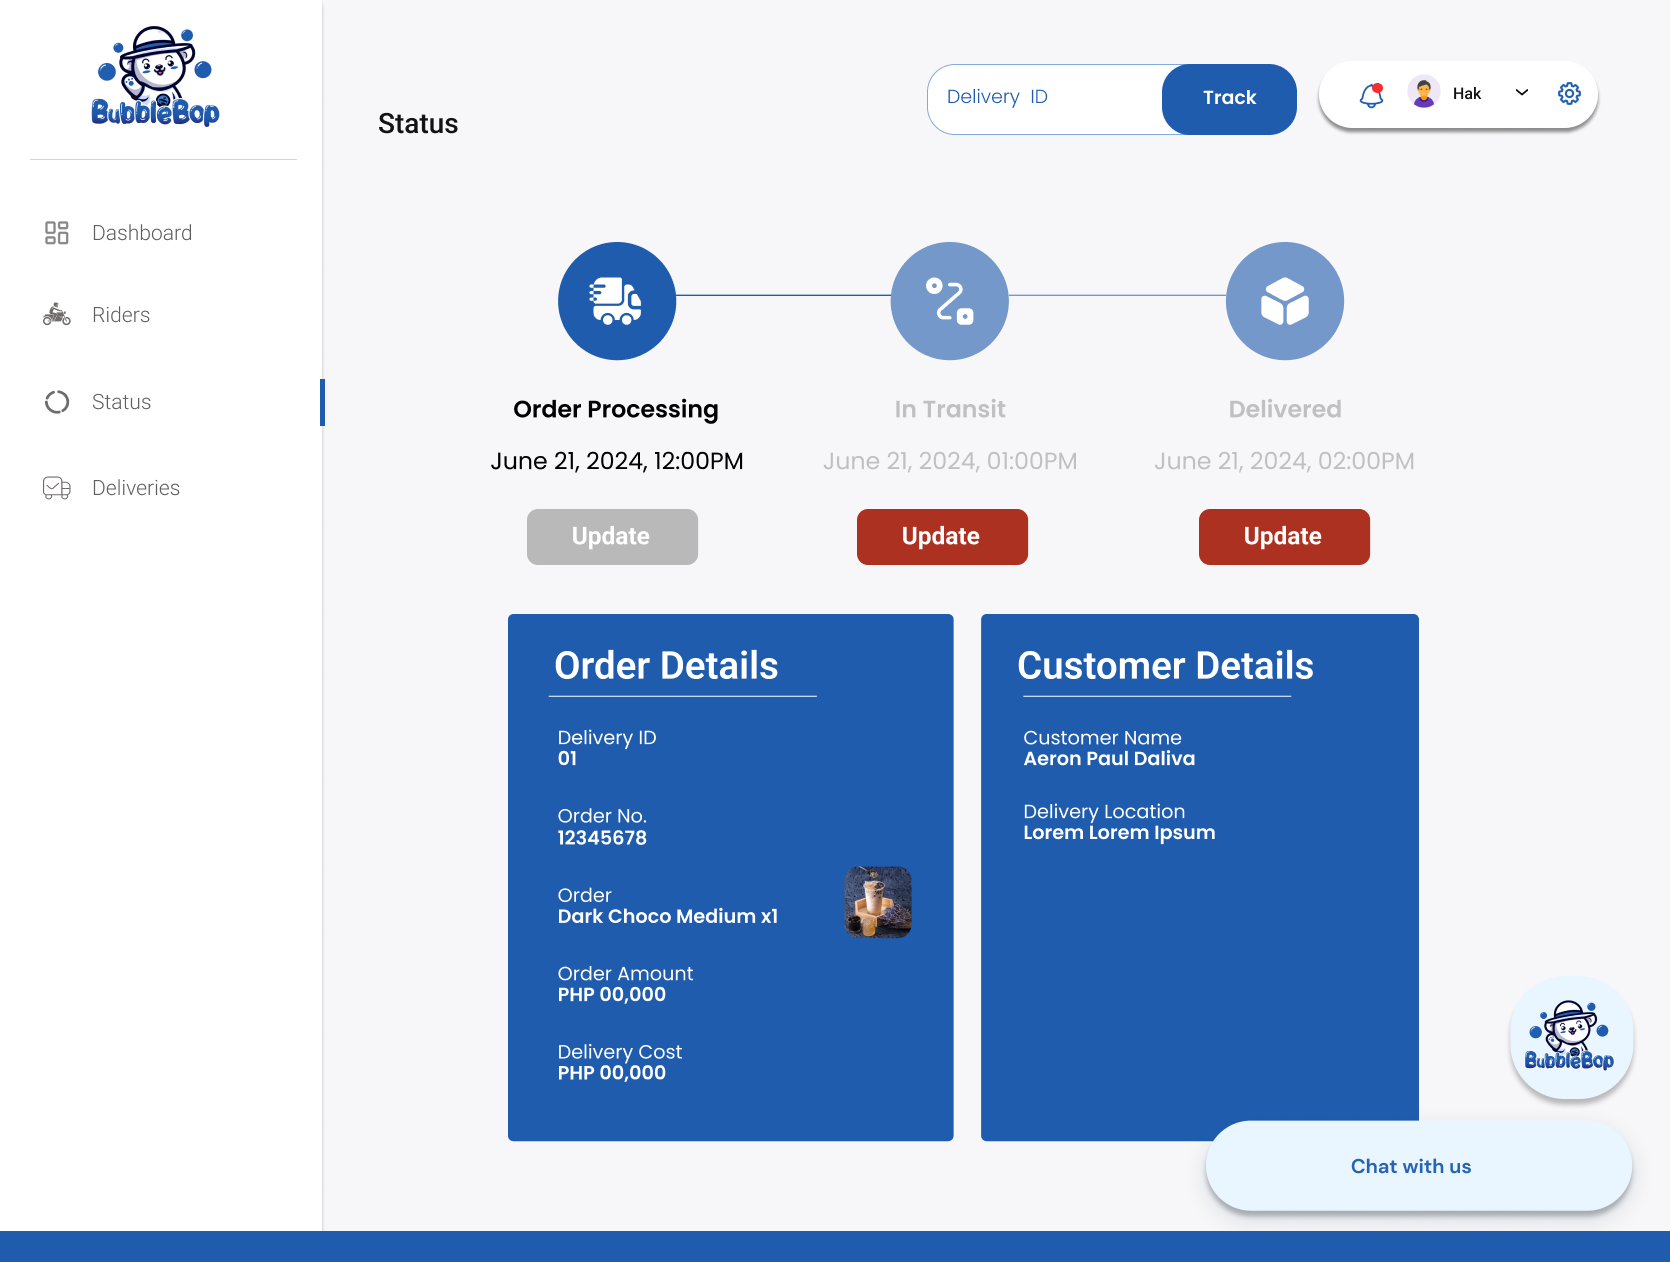 BubbleBop
Dashboard
Riders
Status
Deliveries
Status
Delivery ID
Track
Hak
Order Processing
June 21, 2024, 12:00PM
Update
In Transit
June 21, 2024, 01:00PM
Update
Delivered
June 21, 2024, 02:00PM
Update
Order Details
Delivery ID
01
Order No.
12345678
Order
Dark Choco Medium x1
Order Amount
PHP 00,000
Delivery Cost
PHP 00,000
Customer Details
Customer Name
Aeron Paul Daliva
Delivery Location
Lorem Lorem Ipsum
BubbleBop
Chat with us